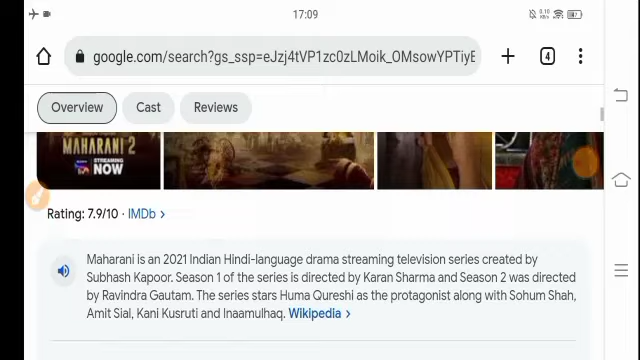 17:09
0.10
KB/s
google.com/search?gs_ssp=eJzj4tVP1zc0zLMoik_OMsowYPTiyE
4
Overview
Cast
Reviews
MAHARANI 2
STREAMING
NOW
Rating: 7.9/10 · IMDb >
Maharani is an 2021 Indian Hindi-language drama streaming television series created by
Subhash Kapoor. Season 1 of the series is directed by Karan Sharma and Season 2 was directed
by Ravindra Gautam. The series stars Huma Qureshi as the protagonist along with Sohum Shah,
Amit Sial, Kani Kusruti and Inaamulhaq. Wikipedia >